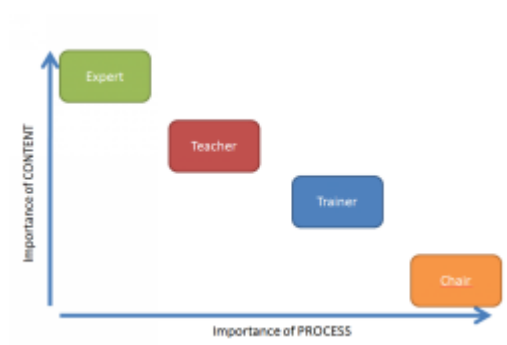 Expert
Teacher
Trainer
Chair
Importance of CONTENT
Importance of PROCESS